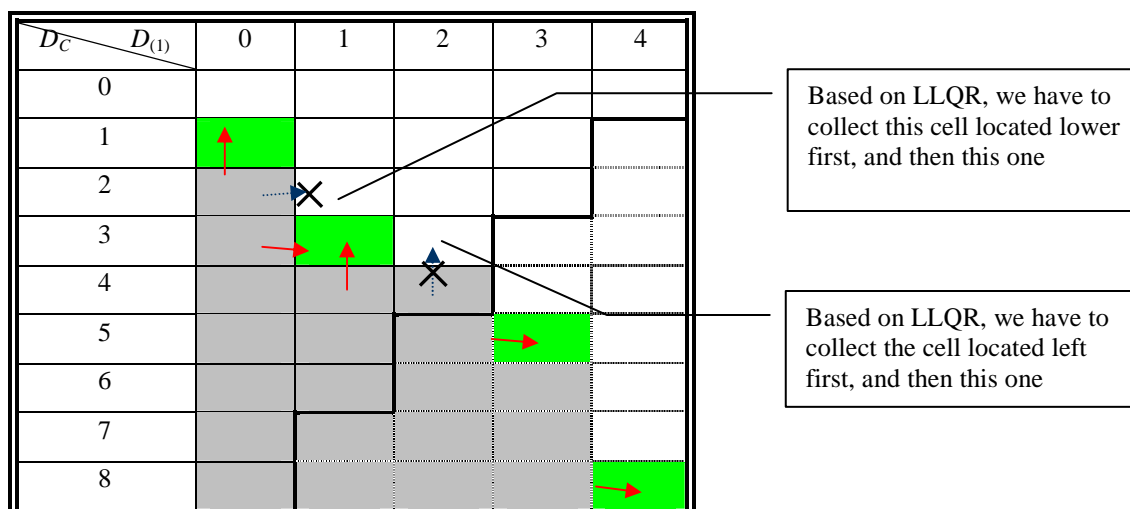 D_C D_(1) 0 1 2 3 4
0
1
2
3
4
5
6
7
8
Based on LLQR, we have to
collect this cell located lower
first, and then this one
Based on LLQR, we have to
collect the cell located left
first, and then this one